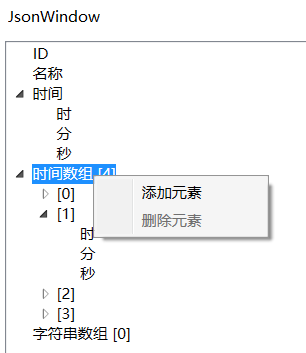 JsonWindow
ID
名称
时间
时
分
秒
时间数组 [4]
添加元素
[0]
删除元素
[1]
时
分
秒
[2]
[3]
字符串数组 [0]